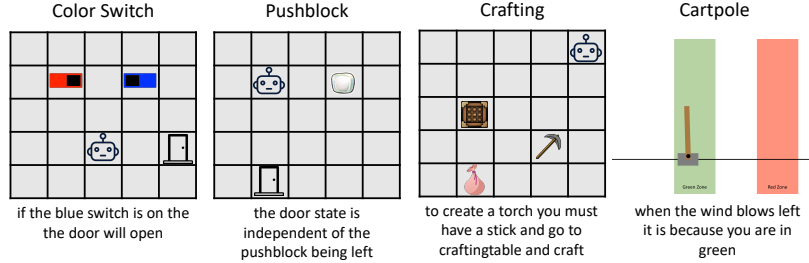 Color Switch
Pushblock
Crafting
Cartpole
Green Zone
Red Zone
if the blue switch is on the
the door will open
the door state is
independent of the
pushblock being left
to create a torch you must
have a stick and go to
craftingtable and craft
when the wind blows left
it is because you are in
green